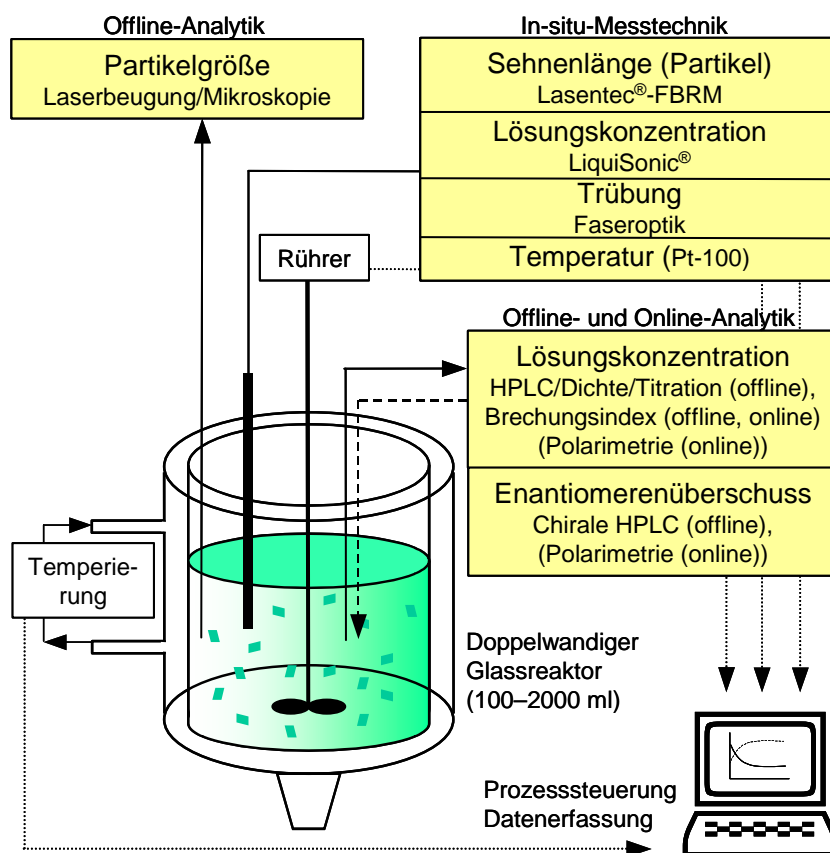 Offline-Analytik
Partikelgröße
Laserbeugung/Mikroskopie
In-situ-Messtechnik
Sehnenlänge (Partikel)
Lasentec®-FBRM
Lösungskonzentration
LiquiSonic®
Trübung
Faseroptik
Temperatur (Pt-100)
Rührer
Offline- und Online-Analytik
Lösungskonzentration
HPLC/Dichte/Titration (offline),
Brechungsindex (offline, online)
(Polarimetrie (online))
Enantiomerenüberschuss
Chirale HPLC (offline),
(Polarimetrie (online))
Temperie-
rung
Doppelwandiger
Glassreaktor
(100–2000 ml)
Prozesssteuerung
Datenerfassung